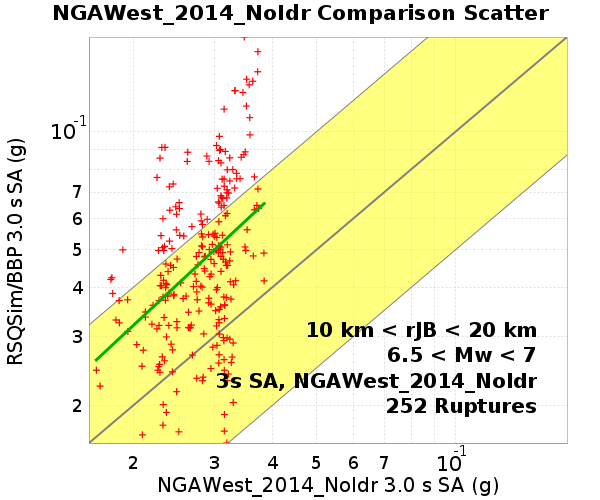 NGAWest_2014_NoIdr Comparison Scatter
10-1
7
6
5
4
3
2
RSQSim/BBP 3.0 s SA (g)
10 km < rJB < 20 km
6.5 < Mw < 7
3s SA, NGAWest_2014_NoIdr
252 Ruptures
2 3 4 5 6 7 10-1
NGAWest_2014_NoIdr 3.0 s SA (g)